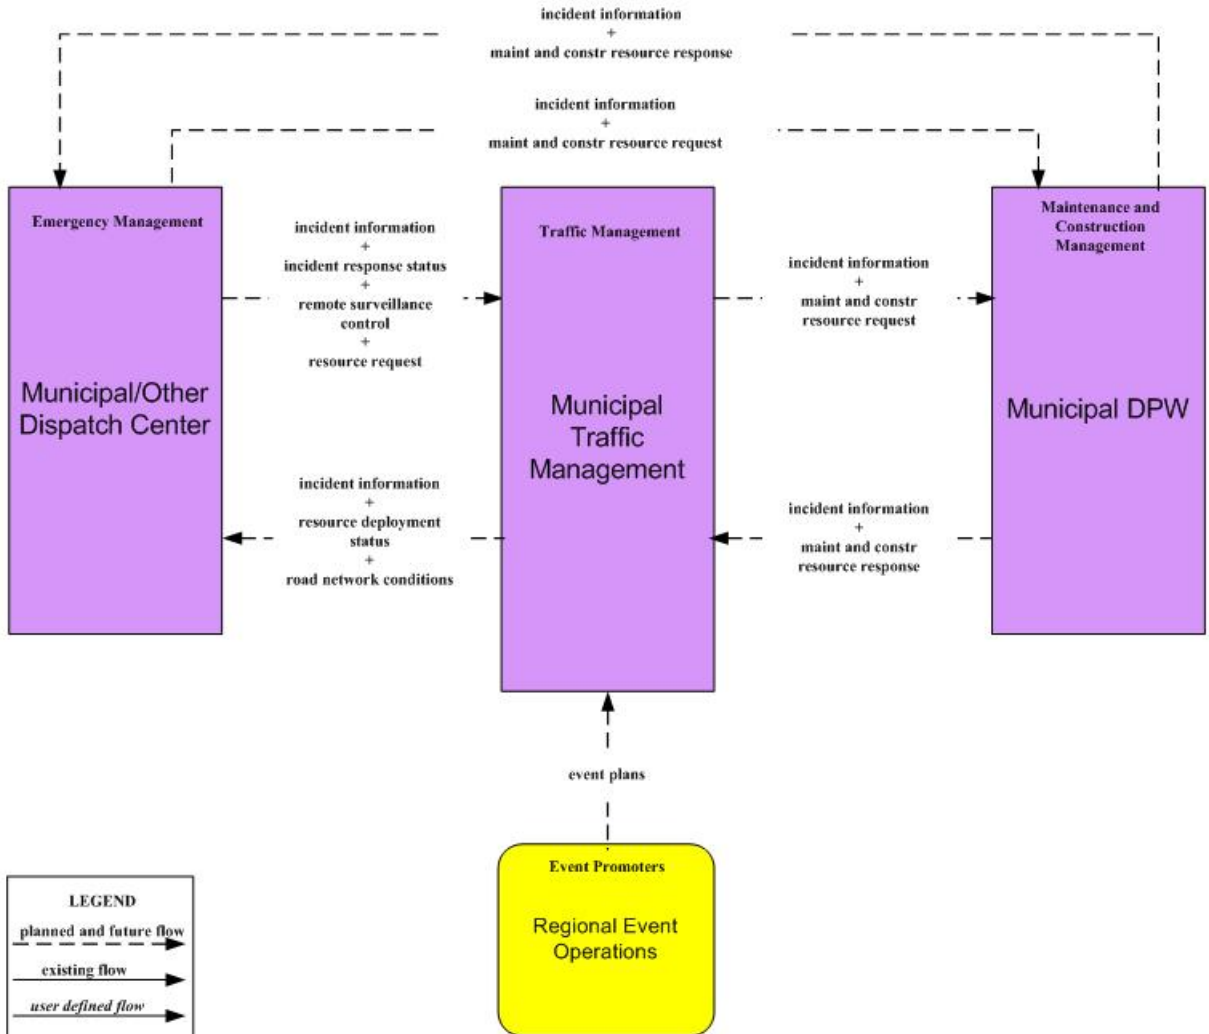 incident information
+
maint and constr resource response
incident information
+
maint and constr resource request
Emergency Management
Municipal/Other
Dispatch Center
incident information
+
incident response status
+
remote surveillance
control
+
resource request
incident information
+
resource deployment
status
+
road network conditions
Traffic Management
Municipal
Traffic
Management
incident information
+
maint and constr
resource request
incident information
+
maint and constr
resource response
Maintenance and
Construction
Management
Municipal DPW
event plans
Event Promoters
Regional Event
Operations
LEGEND
planned and future flow
existing flow
user defined flow